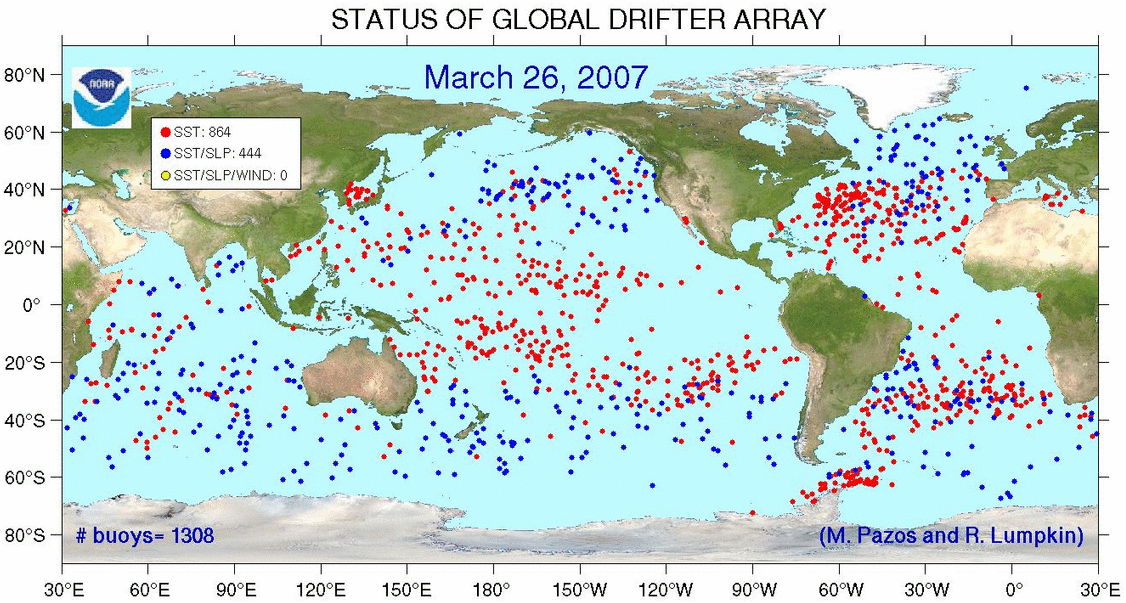 STATUS OF GLOBAL DRIFTER ARRAY
80°N
60°N
40°N
20°N
0°
20°S
40°S
60°S
80°S
NOAA
March 26, 2007
SST: 864
SST/SLP: 444
SST/SLP/WIND: 0
# buoys= 1308
(M. Pazos and R. Lumpkin)
30°E 60°E 90°E 120°E 150°E 180° 150°W 120°W 90°W 60°W 30°W 0° 30°E